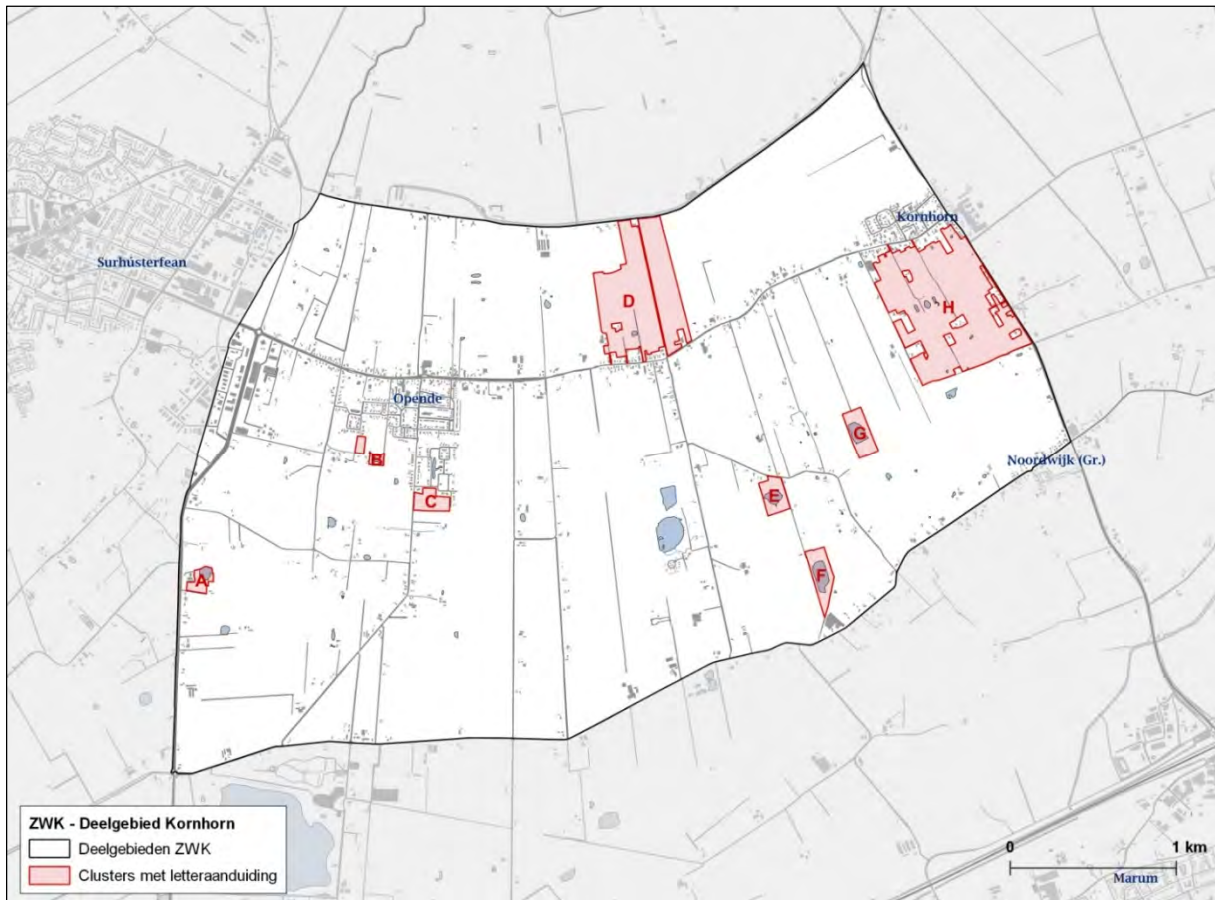 Kornhorn
Surhústerfean
D
H
Opende
G
B
Noordwijk (Gr.)
C
E
A
F
ZWK - Deelgebied Kornhorn
Deelgebieden ZWK
Clusters met letteraanduiding
0 1 km
Marum